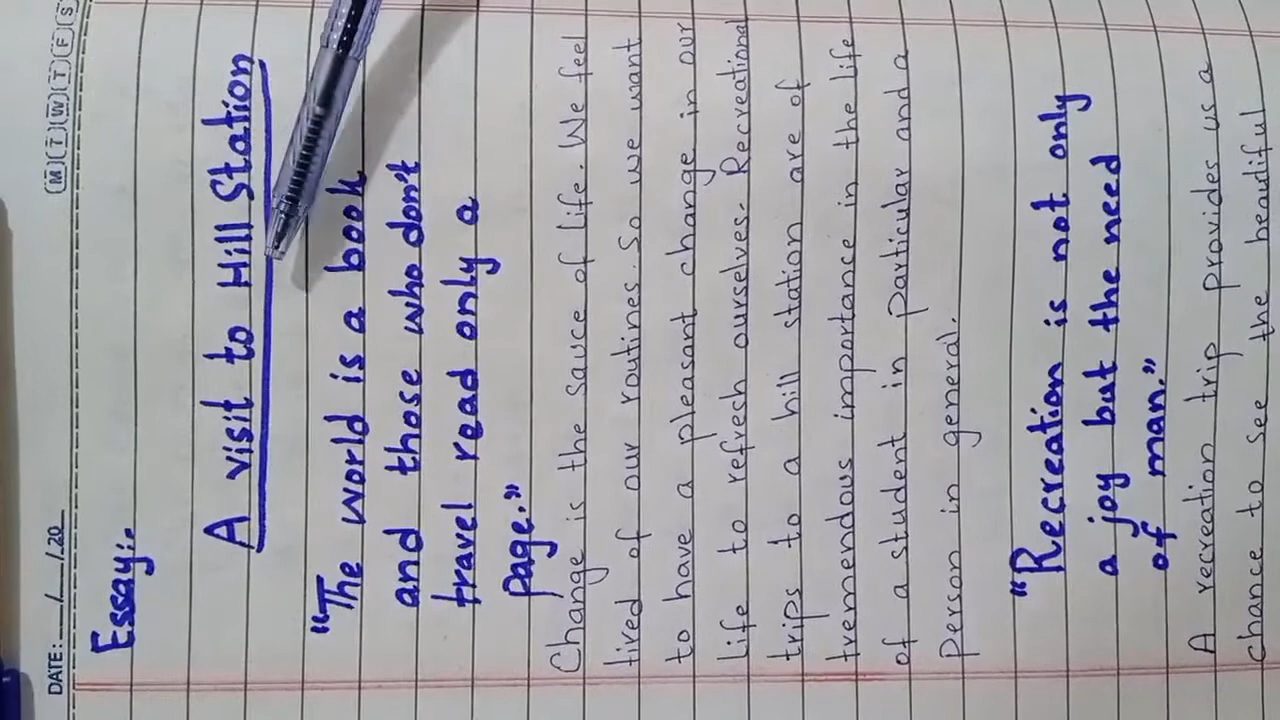 DATE: __/__/20__
M T W T F S
Essay:-
A visit to Hill Station
"The world is a book
and those who don't
travel read only a
page."
Change is the sauce of life. We feel
tired of our routines. So we want
to have a pleasant change in our
life to refresh ourselves. Recreational
trips to a hill station are of
tremendous importance in the life
of a student in particular and a
person in general.
"Recreation is not only
a joy but the need
of man."
A recreation trip provides us a
chance to see the beautiful